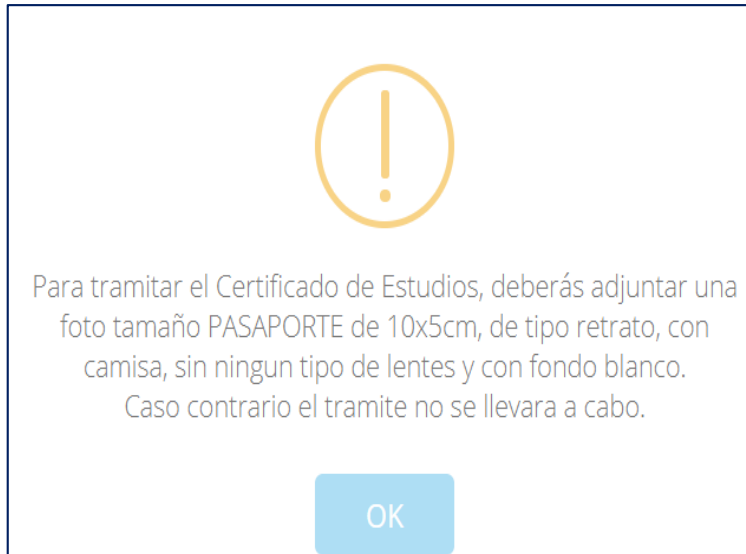 Para tramitar el Certificado de Estudios, deberás adjuntar una
foto tamaño PASAPORTE de 10x5cm, de tipo retrato, con
camisa, sin ningun tipo de lentes y con fondo blanco.
Caso contrario el tramite no se llevara a cabo.
OK